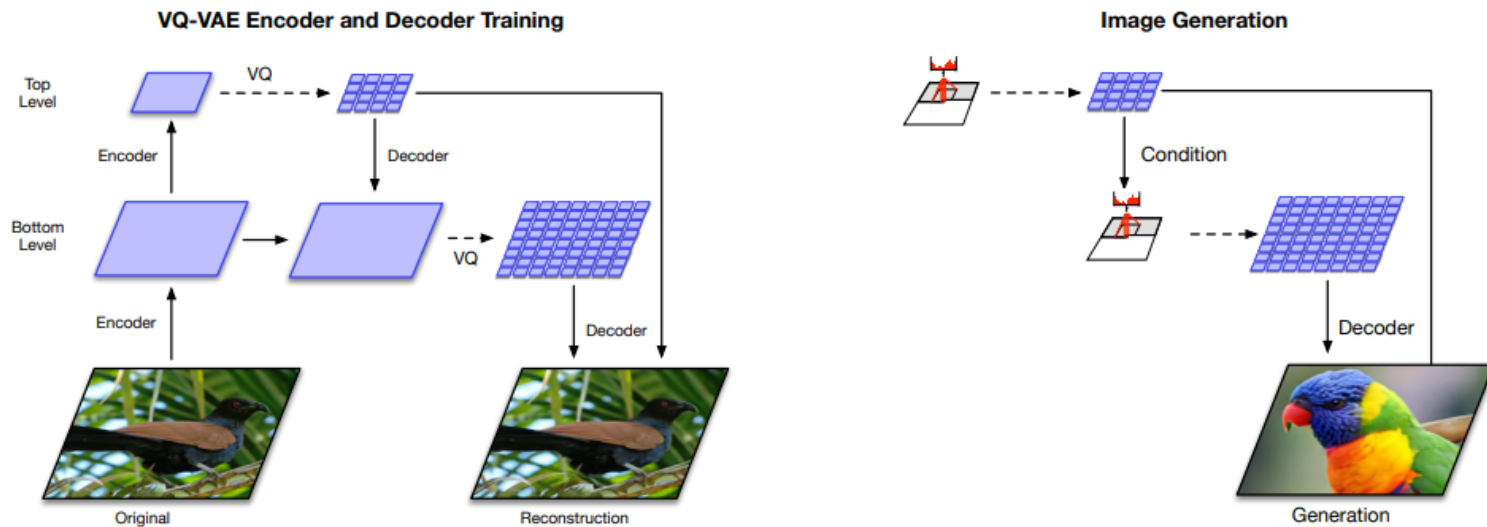 VQ-VAE Encoder and Decoder Training
Top
Level
VQ
Encoder
Decoder
Bottom
Level
VQ
Encoder
Decoder
Original
Reconstruction
Image Generation
Condition
Decoder
Generation